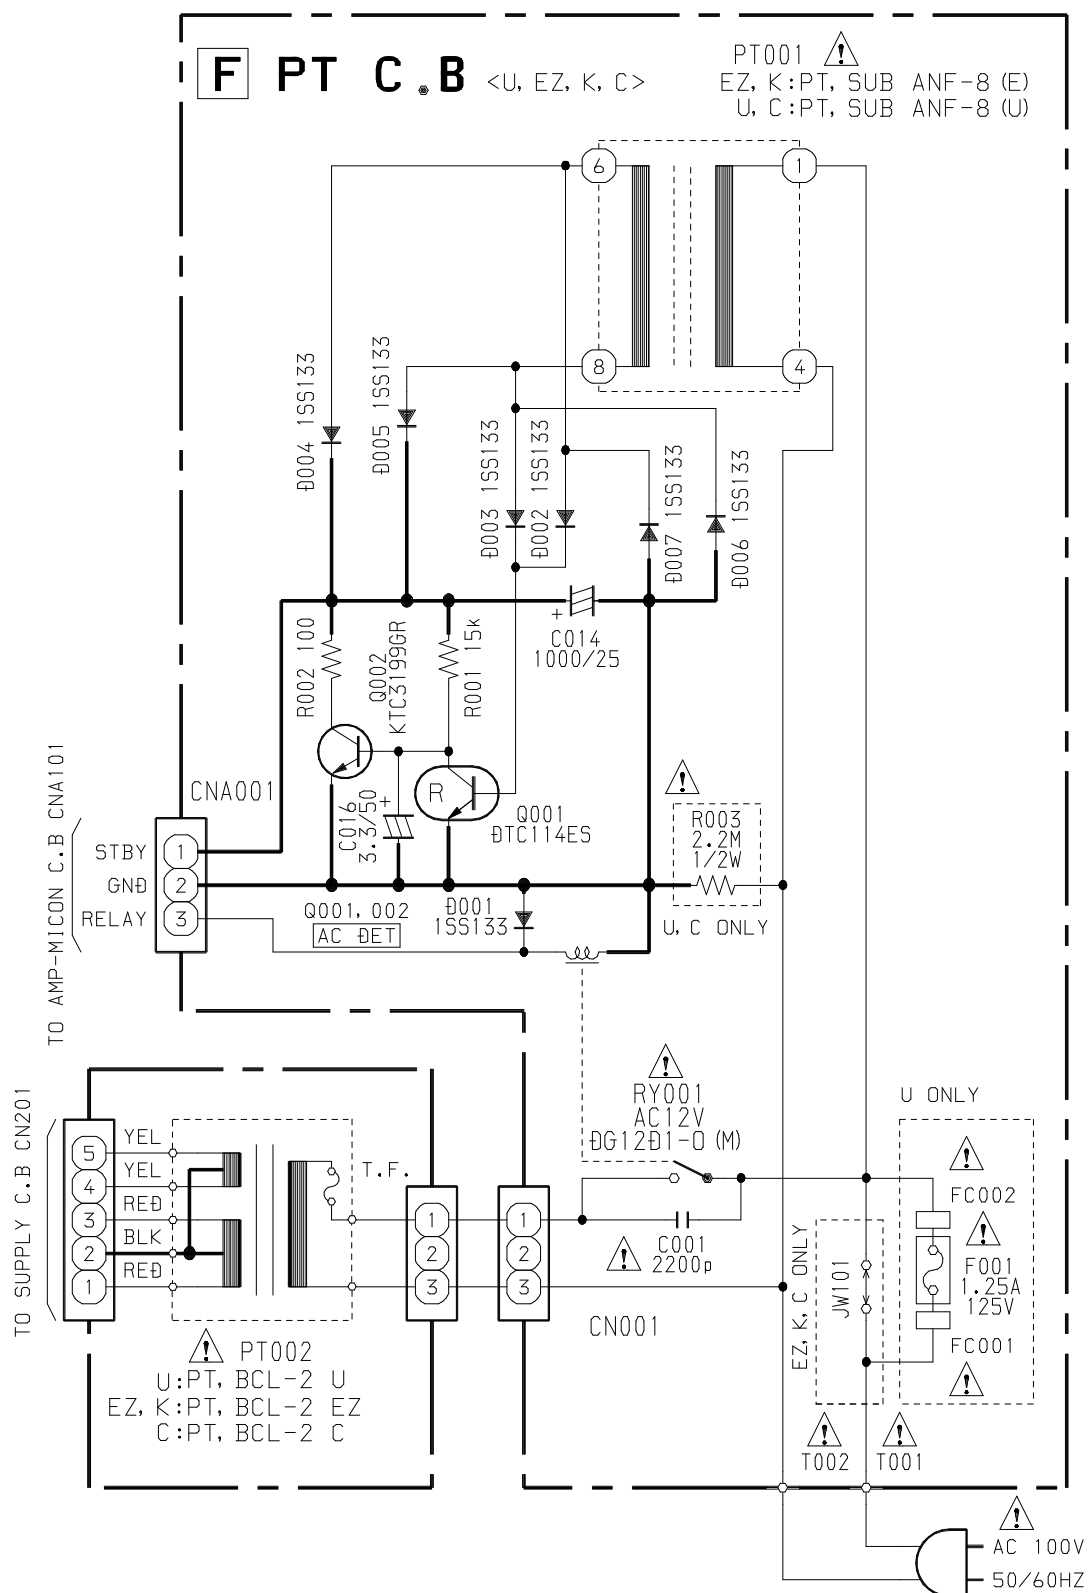 F PT C.B <U, EZ, K, C>
PT001
EZ, K:PT, SUB ANF-8 (E)
U, C:PT, SUB ANF-8 (U)
6
1
8
4
D004 1SS133
D005 1SS133
D003 1SS133
D002 1SS133
D007 1SS133
D006 1SS133
+
C014
1000/25
R002 100
Q002
KTC3199GR
R001 15k
CNA001
TO AMP-MICON C.B CNA101
STBY 1
GND 2
RELAY 3
C016
3.3/50
+
R
Q001
DTC114ES
R003
2.2M
1/2W
U, C ONLY
Q001, 002
AC DET
D001
1SS133
RY001
AC12V
DG12D1-O (M)
U ONLY
TO SUPPLY C.B CN201
5 YEL
4 YEL
3 RED
2 BLK
1 RED
T.F.
1
2
3
1
2
3
C001
2200p
CN001
EZ, K, C ONLY
JW101
FC002
F001
1.25A
125V
FC001
PT002
U:PT, BCL-2 U
EZ, K:PT, BCL-2 EZ
C:PT, BCL-2 C
T002
T001
AC 100V
50/60HZ